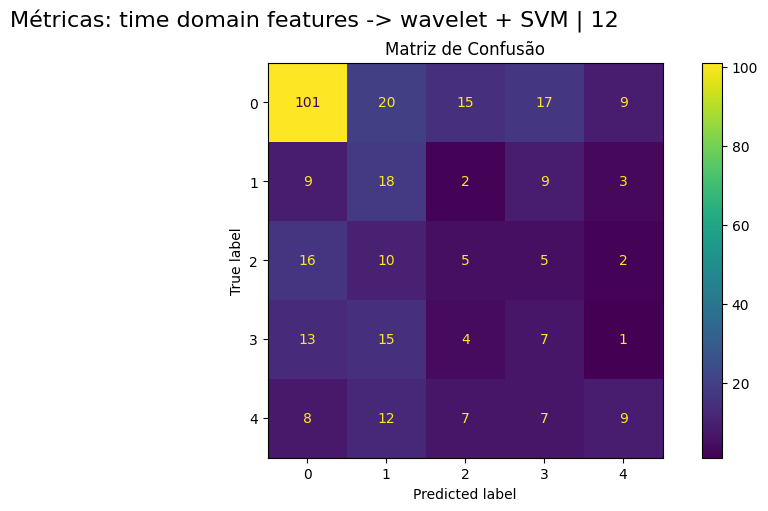 Métricas: time domain features -> wavelet + SVM | 12
Matriz de Confusão
0 101 20 15 17 9
1 9 18 2 9 3
2 16 10 5 5 2
3 13 15 4 7 1
4 8 12 7 7 9
0 1 2 3 4
True label
Predicted label
100
80
60
40
20